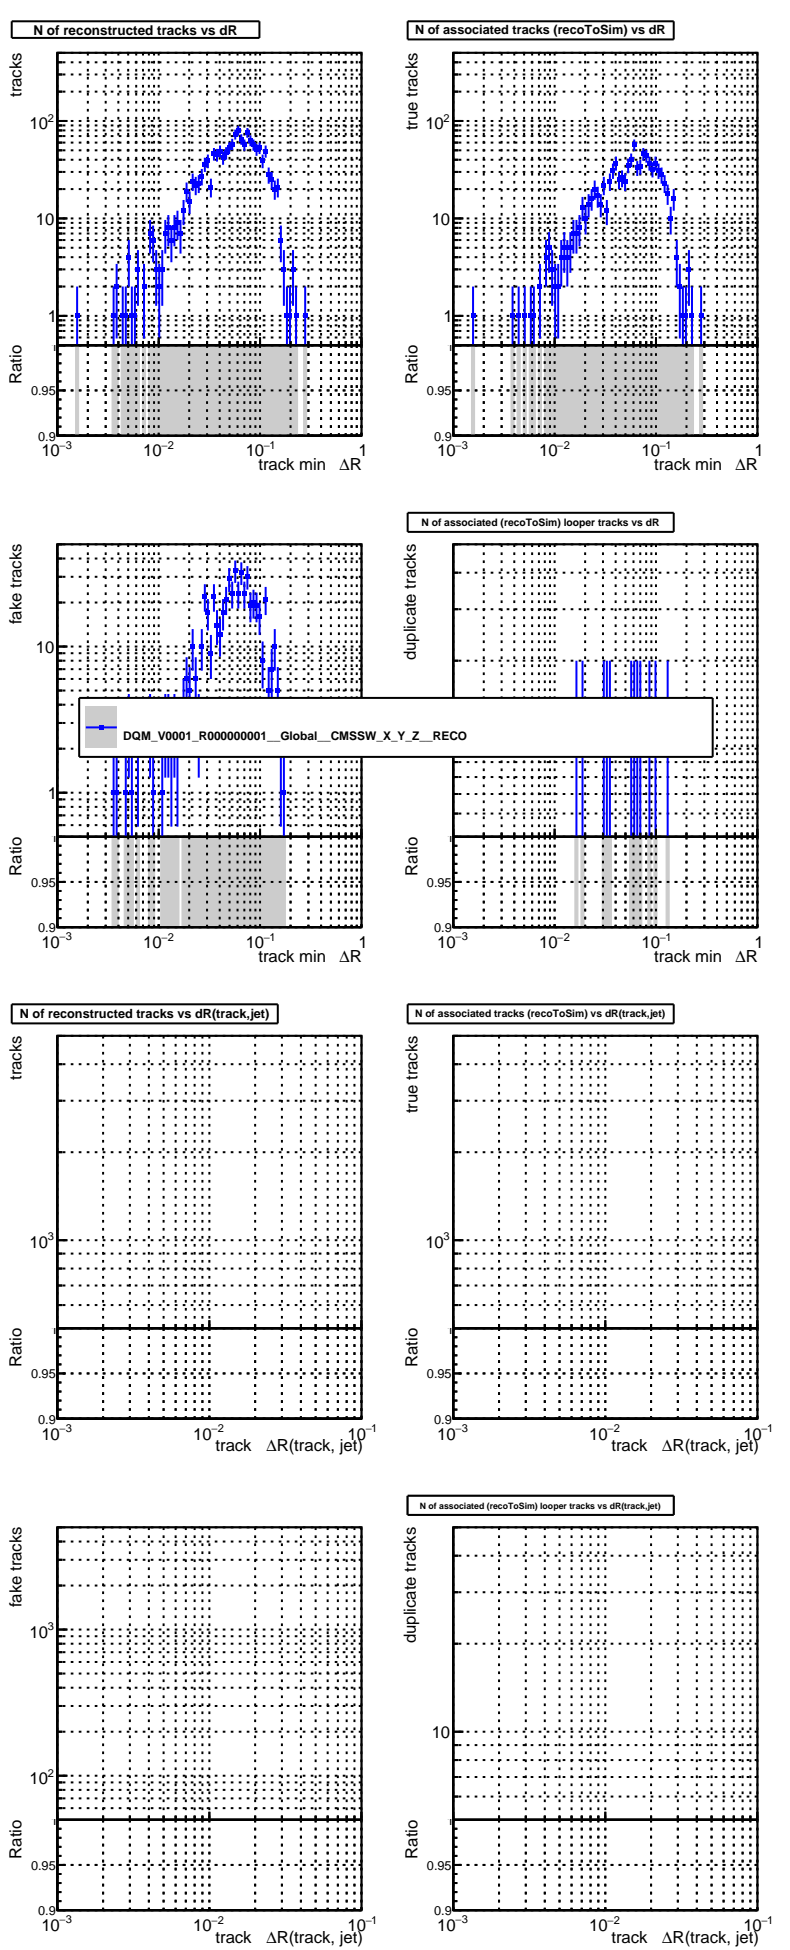 N of reconstructed tracks vs dR
tracks
10²
10
1
Ratio
0.95
0.9
10⁻³ 10⁻² 10⁻¹ 1
track min ΔR
N of associated tracks (recoToSim) vs dR
true tracks
10²
10
1
Ratio
0.95
0.9
10⁻³ 10⁻² 10⁻¹ 1
track min ΔR
fake tracks
10
1
Ratio
0.95
0.9
10⁻³ 10⁻² 10⁻¹ 1
track min ΔR
N of associated (recoToSim) looper tracks vs dR
duplicate tracks
Ratio
0.95
0.9
10⁻³ 10⁻² 10⁻¹ 1
track min ΔR
DQM_V0001_R000000001__Global__CMSSW_X_Y_Z__RECO
N of reconstructed tracks vs dR(track,jet)
tracks
10³
Ratio
0.95
0.9
10⁻³ 10⁻² 10⁻¹
track ΔR(track, jet)
N of associated tracks (recoToSim) vs dR(track,jet)
true tracks
10³
Ratio
0.95
0.9
10⁻³ 10⁻² 10⁻¹
track ΔR(track, jet)
fake tracks
10³
10²
Ratio
0.95
0.9
10⁻³ 10⁻² 10⁻¹
track ΔR(track, jet)
N of associated (recoToSim) looper tracks vs dR(track,jet)
duplicate tracks
10
Ratio
0.95
0.9
10⁻³ 10⁻² 10⁻¹
track ΔR(track, jet)